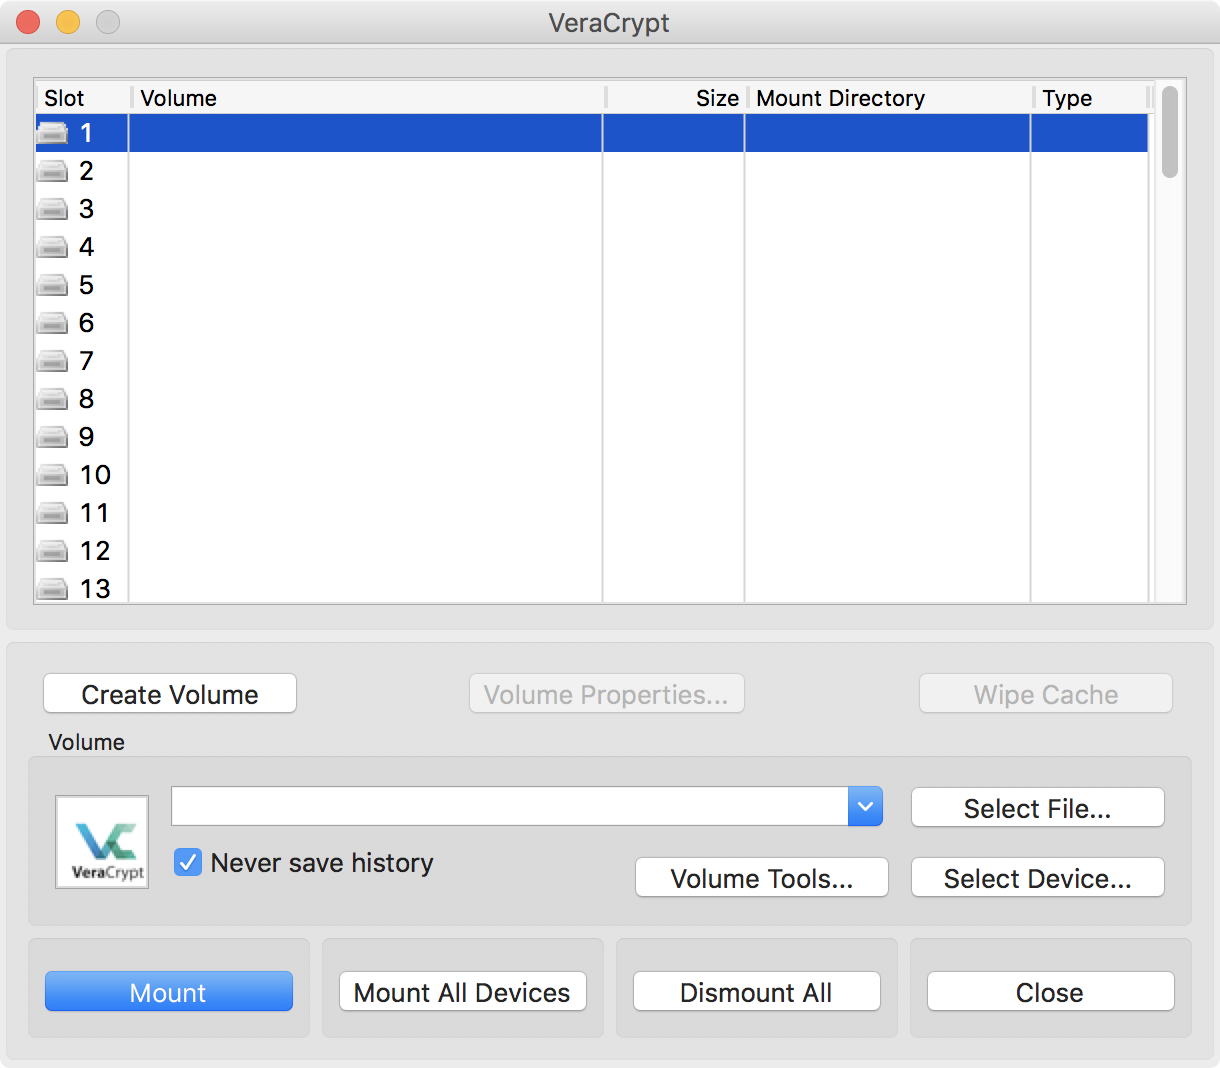 VeraCrypt
Slot Volume Size Mount Directory Type
1
2
3
4
5
6
7
8
9
10
11
12
13
Create Volume Volume Properties... Wipe Cache
Volume
Select File...
VC
VeraCrypt
Never save history
Volume Tools... Select Device...
Mount Mount All Devices Dismount All Close